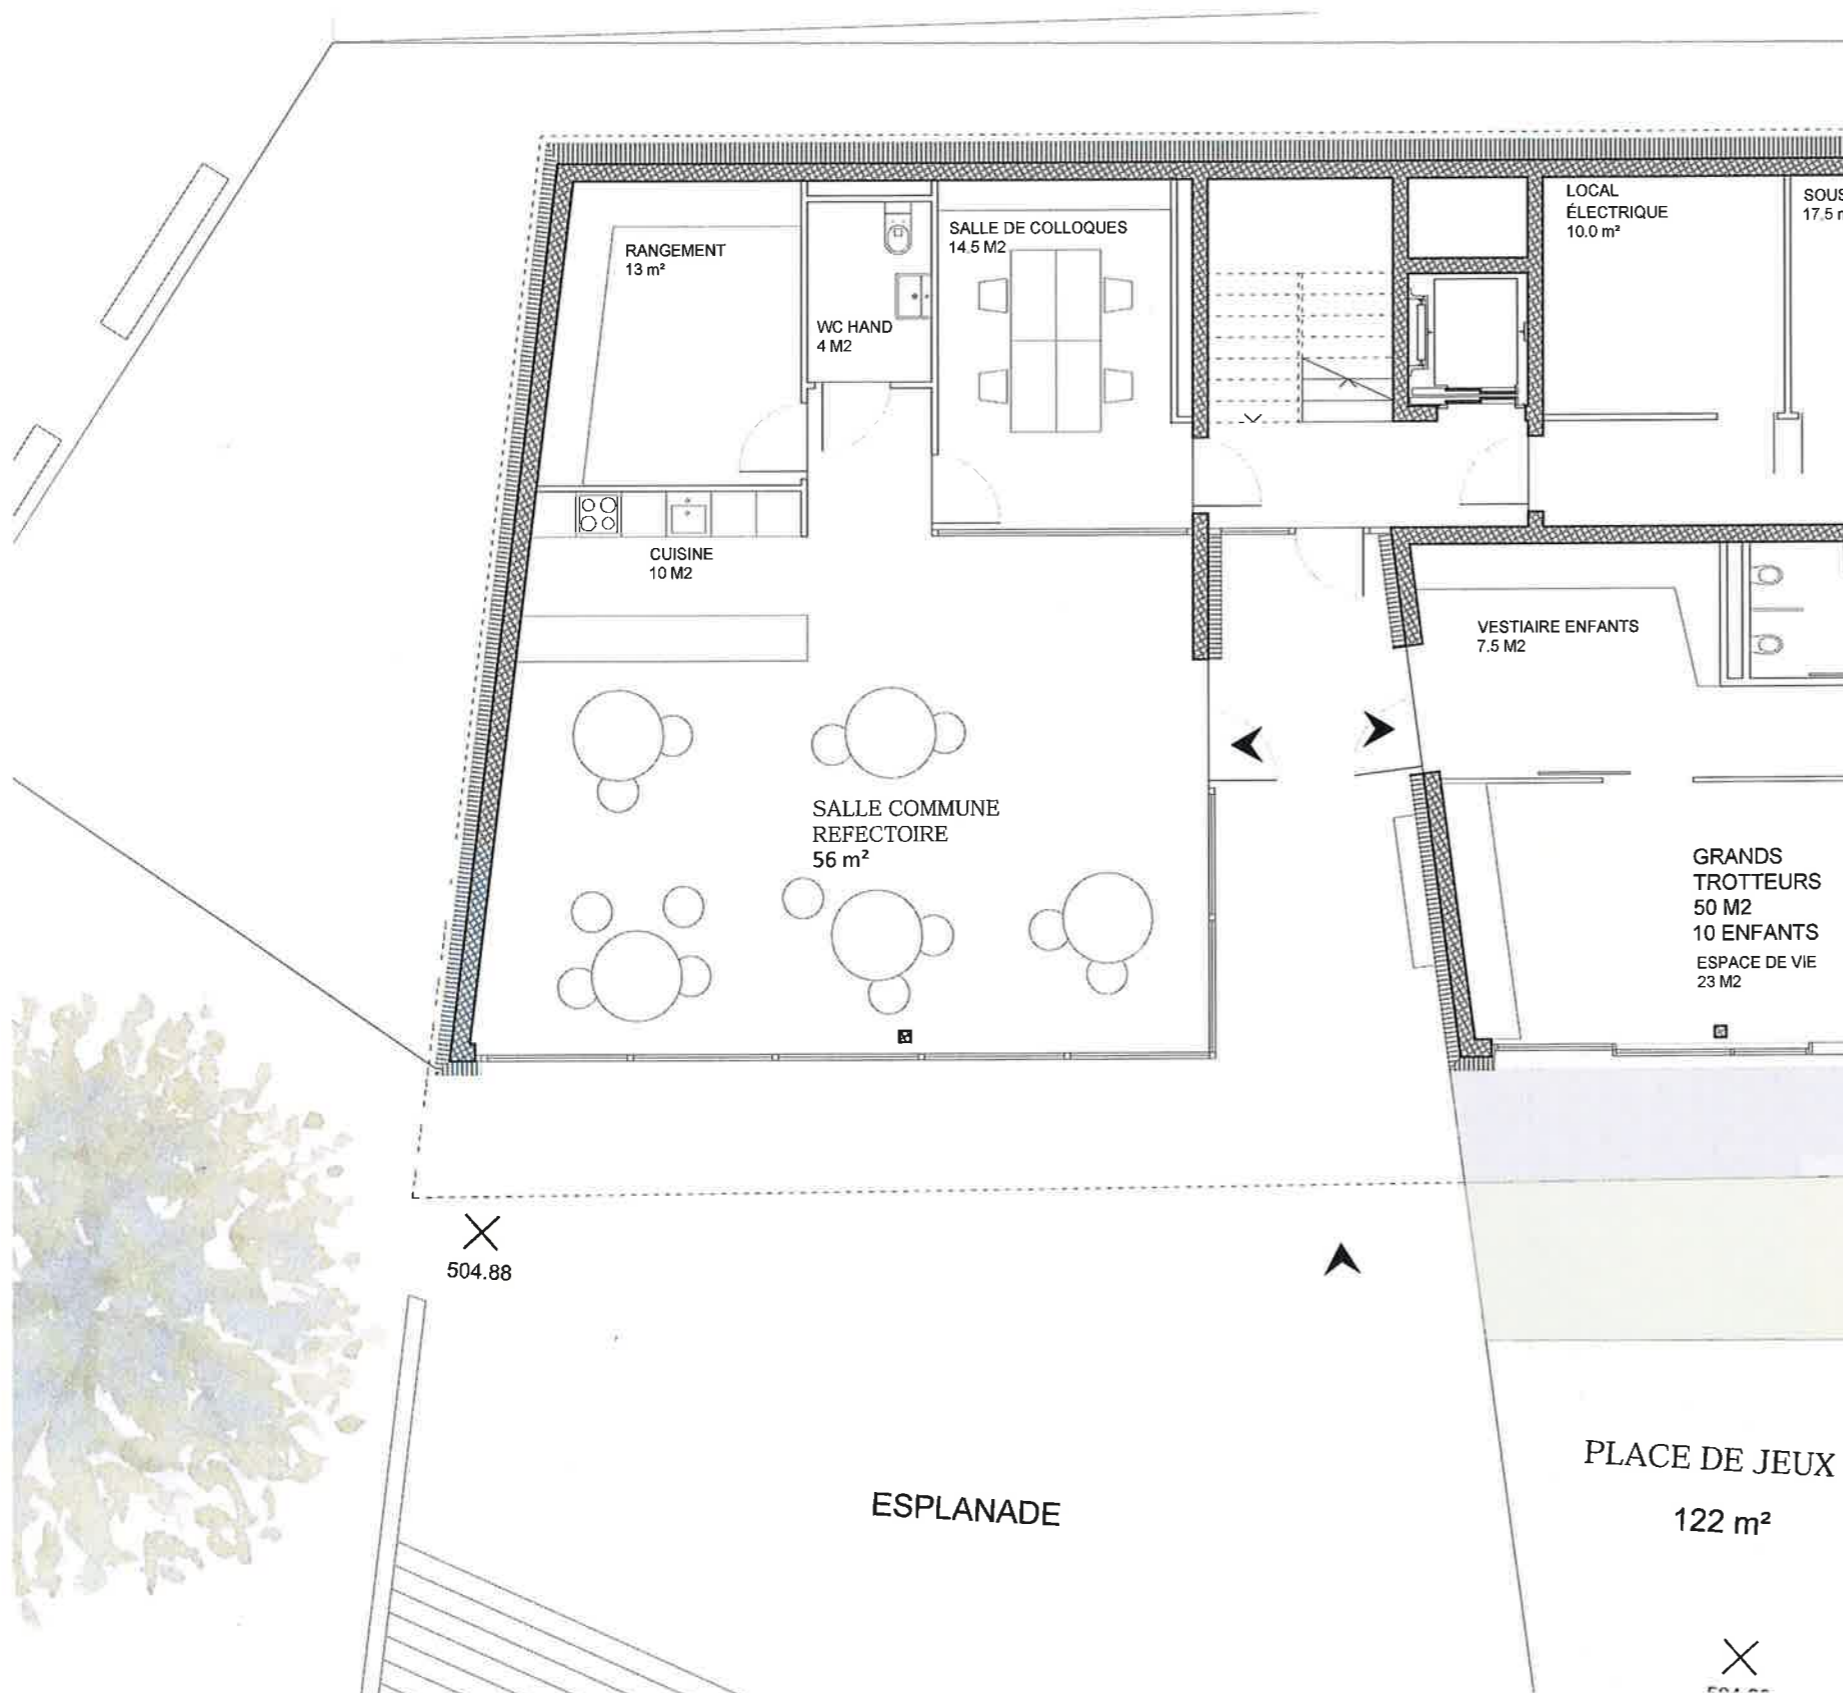 LOCAL
ÉLECTRIQUE
10.0 m²
RANGEMENT
13 m²
SALLE DE COLLOQUES
14.5 M2
WC HAND
4 M2
CUISINE
10 M2
VESTIAIRE ENFANTS
7.5 M2
SALLE COMMUNE
REFECTOIRE
56 m²
GRANDS
TROTTEURS
50 M2
10 ENFANTS
ESPACE DE VIE
23 M2
504.88
ESPLANADE
PLACE DE JEUX
122 m²